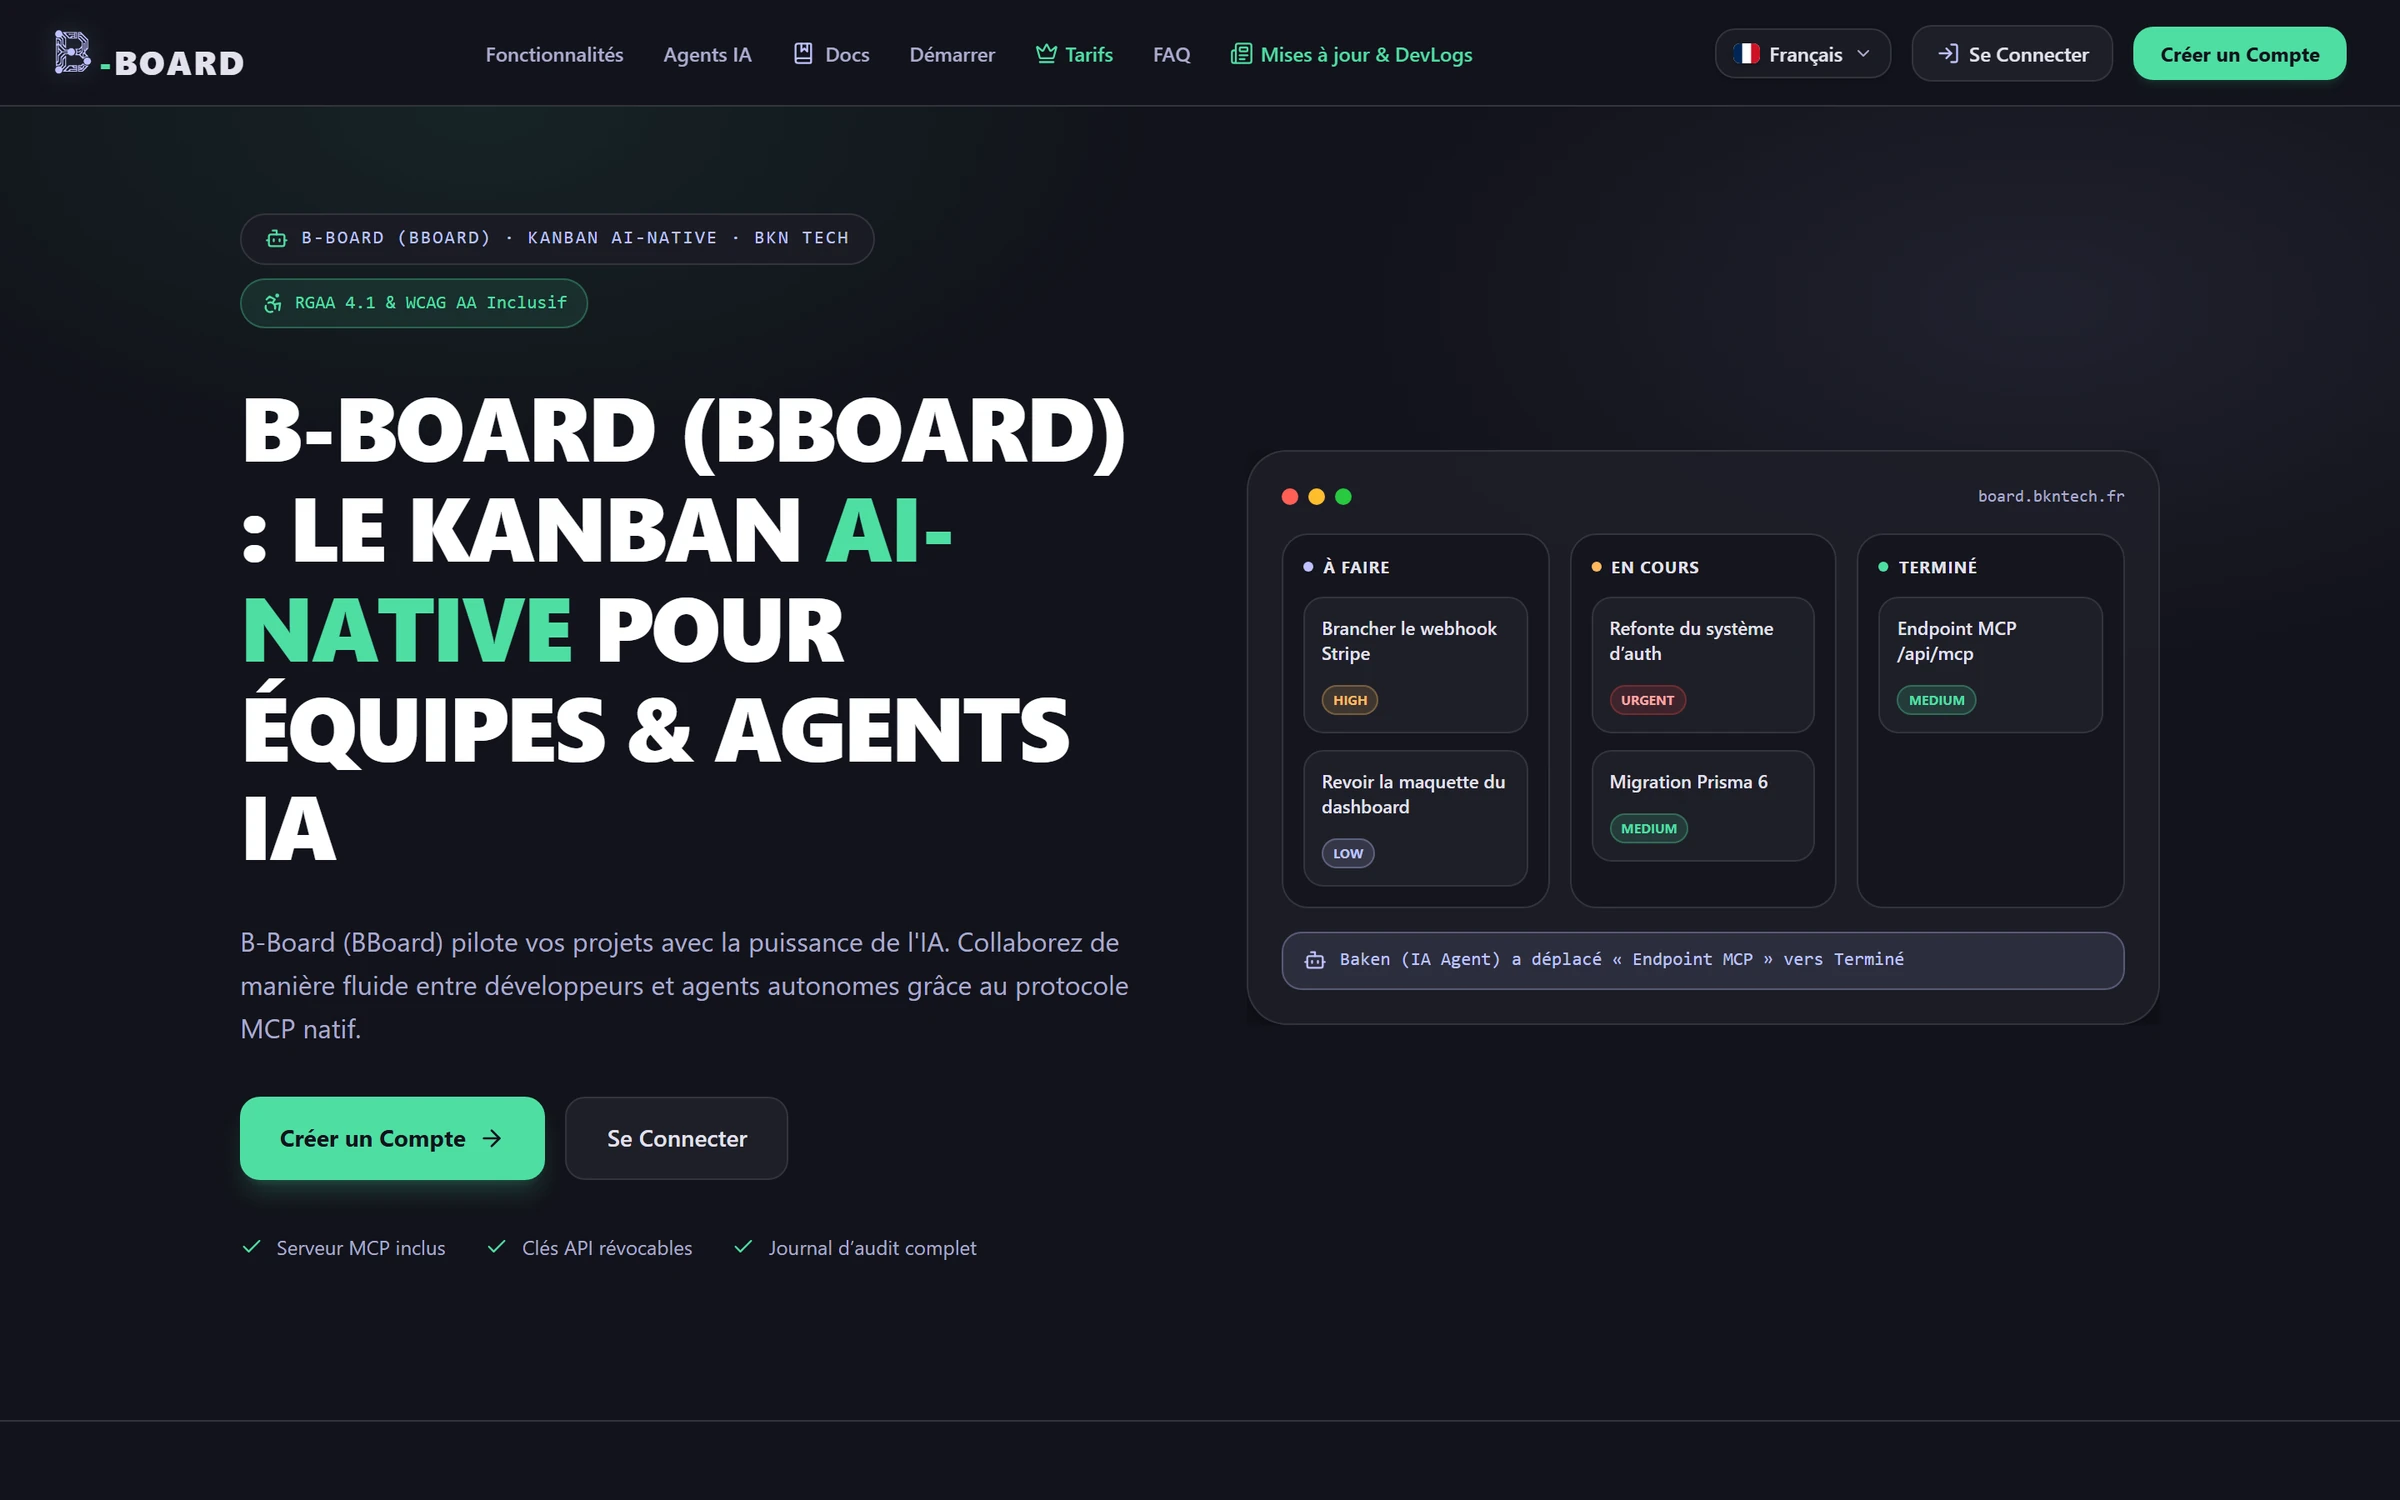 B-BOARD
Fonctionnalités
Agents IA
Docs
Démarrer
Tarifs
FAQ
Mises à jour & DevLogs
Français
Se Connecter
Créer un Compte
B-BOARD (BBOARD) · KANBAN AI-NATIVE · BKN TECH
RGAA 4.1 & WCAG AA Inclusif
B-BOARD (BBOARD)
: LE KANBAN AI-
NATIVE POUR
ÉQUIPES & AGENTS
IA
B-Board (BBoard) pilote vos projets avec la puissance de l'IA. Collaborez de
manière fluide entre développeurs et agents autonomes grâce au protocole
MCP natif.
Créer un Compte
Se Connecter
Serveur MCP inclus
Clés API révocables
Journal d’audit complet
board.bkntech.fr
À FAIRE
Brancher le webhook
Stripe
HIGH
Revoir la maquette du
dashboard
LOW
EN COURS
Refonte du système
d’auth
URGENT
Migration Prisma 6
MEDIUM
TERMINÉ
Endpoint MCP
/api/mcp
MEDIUM
Baken (IA Agent) a déplacé « Endpoint MCP » vers Terminé